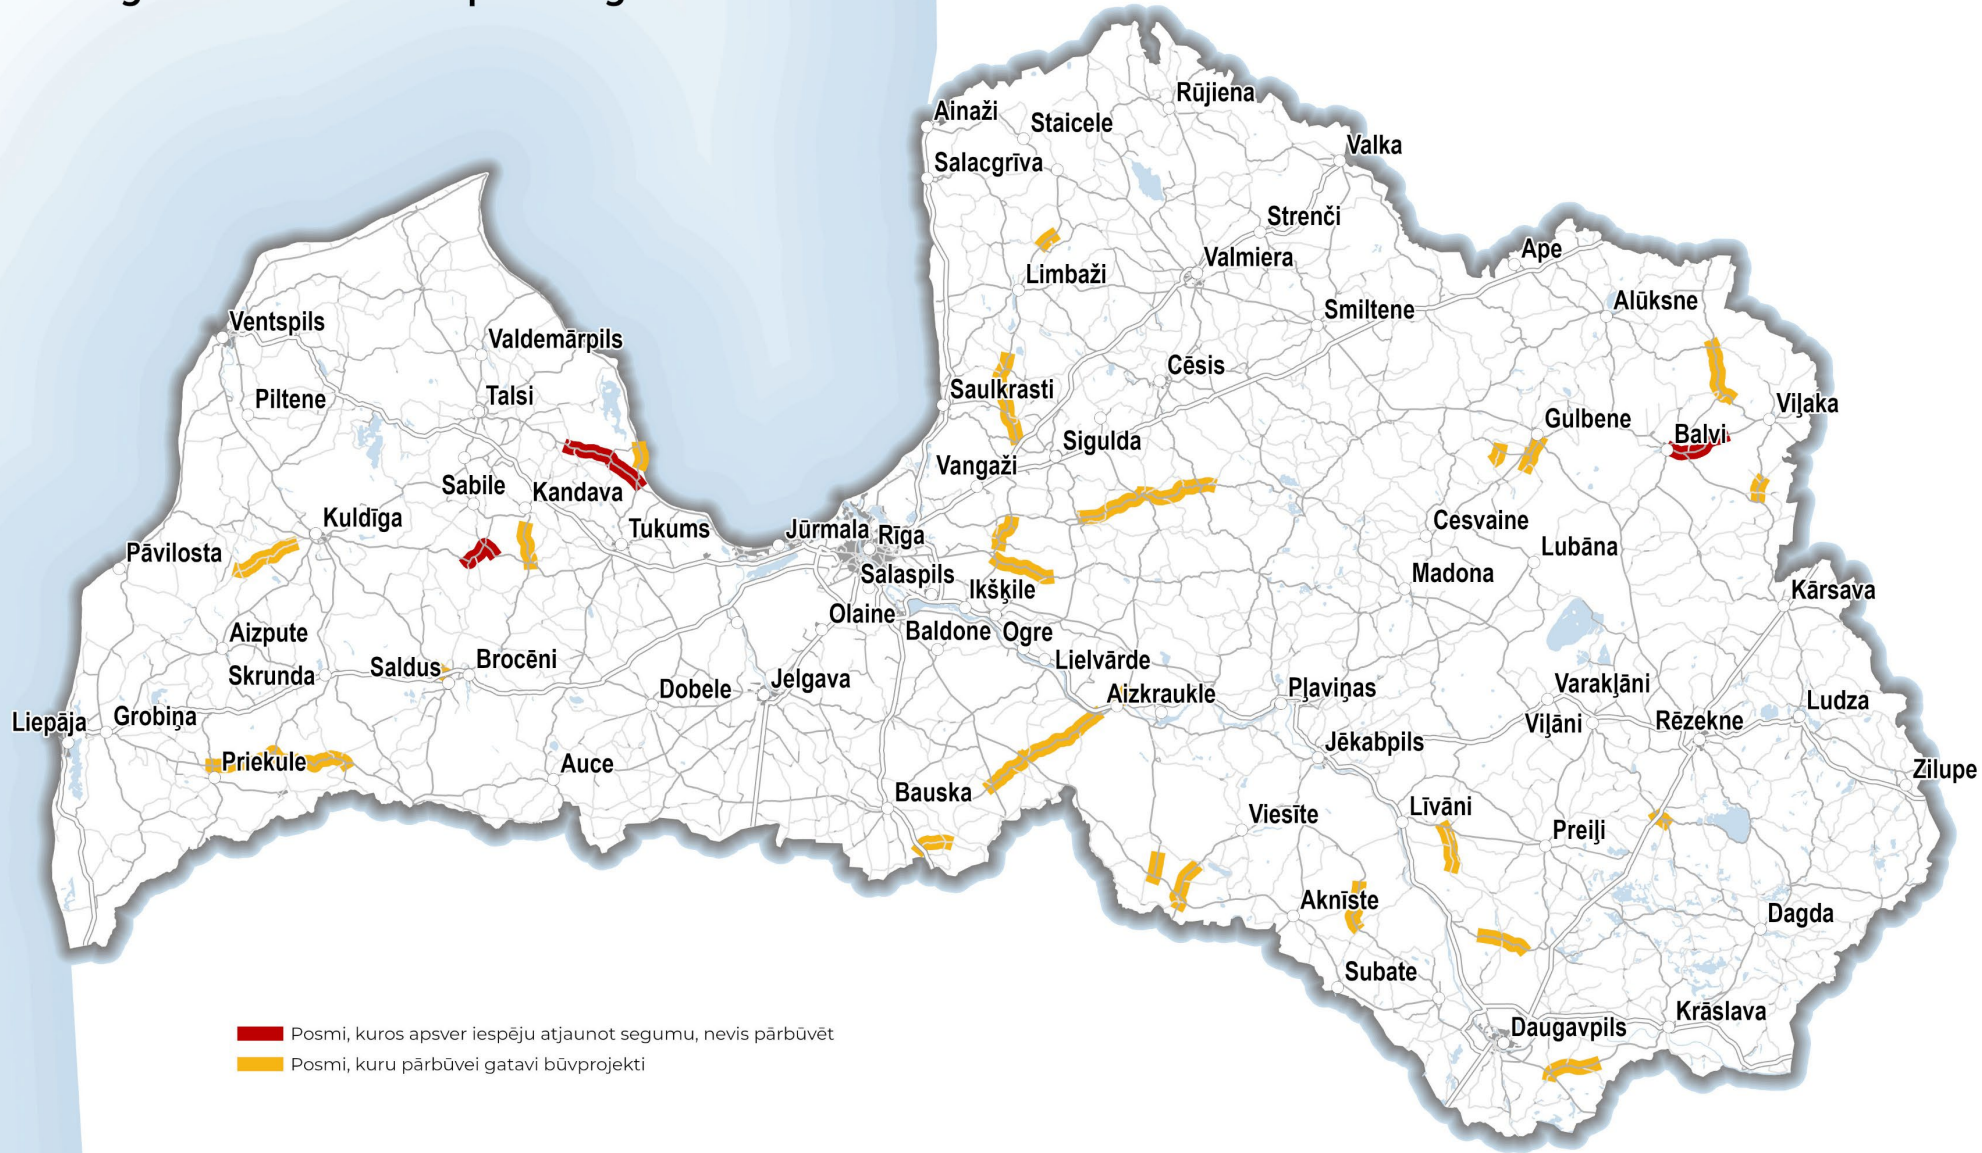 Ainaži
Rūjiena
Staicele
Valka
Salacgrīva
Strenči
Ape
Valmiera
Limbaži
Alūksne
Smiltene
Ventspils
Valdemārpils
Cēsis
Saulkrasti
Talsi
Piltene
Viļaka
Gulbene
Balvi
Sigulda
Vangaži
Sabile
Kandava
Kuldīga
Cesvaine
Tukums
Jūrmala
Rīga
Lubāna
Pāvilosta
Madona
Salaspils
Ikšķile
Kārsava
Olaine
Baldone
Ogre
Aizpute
Brocēni
Lielvārde
Saldus
Skrunda
Jelgava
Varakļāni
Dobele
Pļaviņas
Aizkraukle
Ludza
Grobiņa
Liepāja
Viļāni
Rēzekne
Jēkabpils
Priekule
Auce
Zilupe
Bauska
Līvāni
Viesīte
Preiļi
Aknīste
Dagda
Subate
Krāslava
Daugavpils
Posmi, kuros apsver iespēju atjaunot segumu, nevis pārbūvēt
Posmi, kuru pārbūvei gatavi būvprojekti